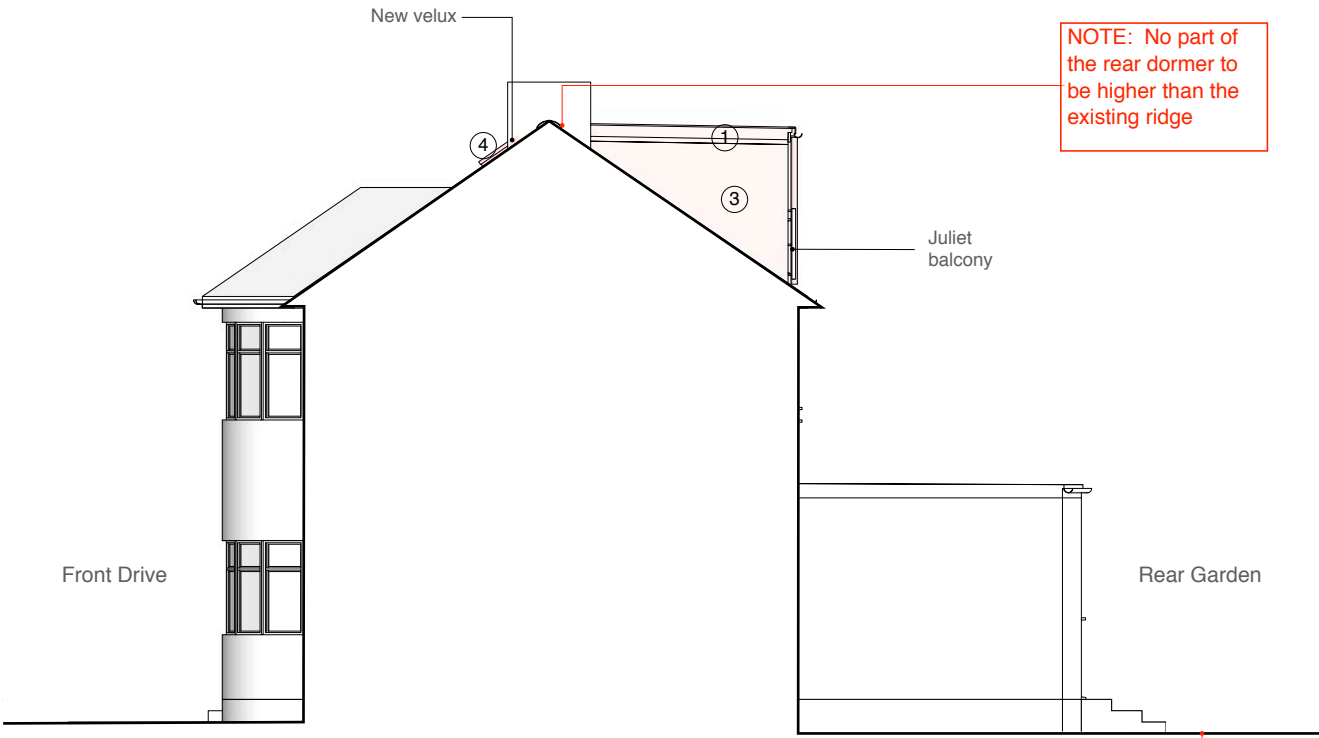 New velux
NOTE: No part of
the rear dormer to
be higher than the
existing ridge
1
4
3
Juliet
balcony
Front Drive
Rear Garden